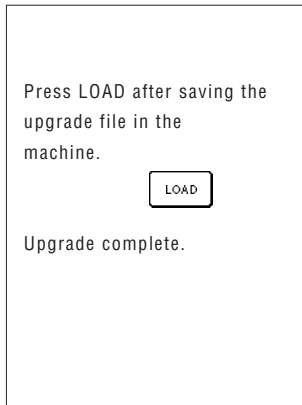 Press LOAD after saving the
upgrade file in the
machine.
LOAD
Upgrade complete.